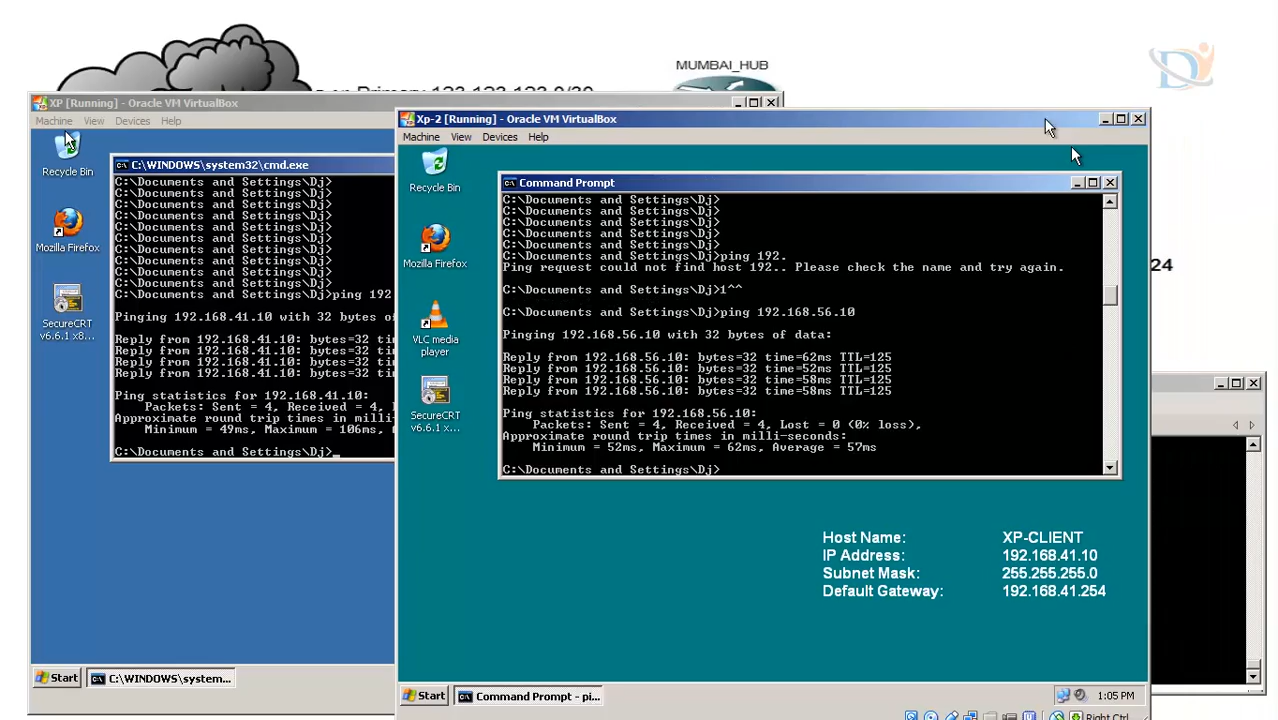 MUMBAI_HUB
Primary 123.123.123.0/30
24
XP [Running] - Oracle VM VirtualBox
Machine View Devices Help
Recycle Bin
Mozilla Firefox
SecureCRT
v6.6.1 x8...
C:\WINDOWS\system32\cmd.exe
C:\Documents and Settings\Dj>
C:\Documents and Settings\Dj>
C:\Documents and Settings\Dj>
C:\Documents and Settings\Dj>
C:\Documents and Settings\Dj>
C:\Documents and Settings\Dj>
C:\Documents and Settings\Dj>
C:\Documents and Settings\Dj>
C:\Documents and Settings\Dj>
C:\Documents and Settings\Dj>
C:\Documents and Settings\Dj>ping 192
Pinging 192.168.41.10 with 32 bytes of
Reply from 192.168.41.10: bytes=32 ti
Reply from 192.168.41.10: bytes=32 ti
Reply from 192.168.41.10: bytes=32 ti
Reply from 192.168.41.10: bytes=32 ti
Ping statistics for 192.168.41.10:
Packets: Sent = 4, Received = 4,
Approximate round trip times in milli-
Minimum = 49ms, Maximum = 106ms,
C:\Documents and Settings\Dj>_
Start C:\WINDOWS\system...
Xp-2 [Running] - Oracle VM VirtualBox
Machine View Devices Help
Recycle Bin
Mozilla Firefox
VLC media
player
SecureCRT
v6.6.1 x...
Command Prompt
C:\Documents and Settings\Dj>
C:\Documents and Settings\Dj>
C:\Documents and Settings\Dj>
C:\Documents and Settings\Dj>
C:\Documents and Settings\Dj>
C:\Documents and Settings\Dj>ping 192.
Ping request could not find host 192.. Please check the name and try again.
C:\Documents and Settings\Dj>1^^
C:\Documents and Settings\Dj>ping 192.168.56.10
Pinging 192.168.56.10 with 32 bytes of data:
Reply from 192.168.56.10: bytes=32 time=62ms TTL=125
Reply from 192.168.56.10: bytes=32 time=52ms TTL=125
Reply from 192.168.56.10: bytes=32 time=58ms TTL=125
Reply from 192.168.56.10: bytes=32 time=58ms TTL=125
Ping statistics for 192.168.56.10:
Packets: Sent = 4, Received = 4, Lost = 0 (0% loss),
Approximate round trip times in milli-seconds:
Minimum = 52ms, Maximum = 62ms, Average = 57ms
C:\Documents and Settings\Dj>
Host Name: XP-CLIENT
IP Address: 192.168.41.10
Subnet Mask: 255.255.255.0
Default Gateway: 192.168.41.254
Start Command Prompt - pi... 1:05 PM
Right Ctrl